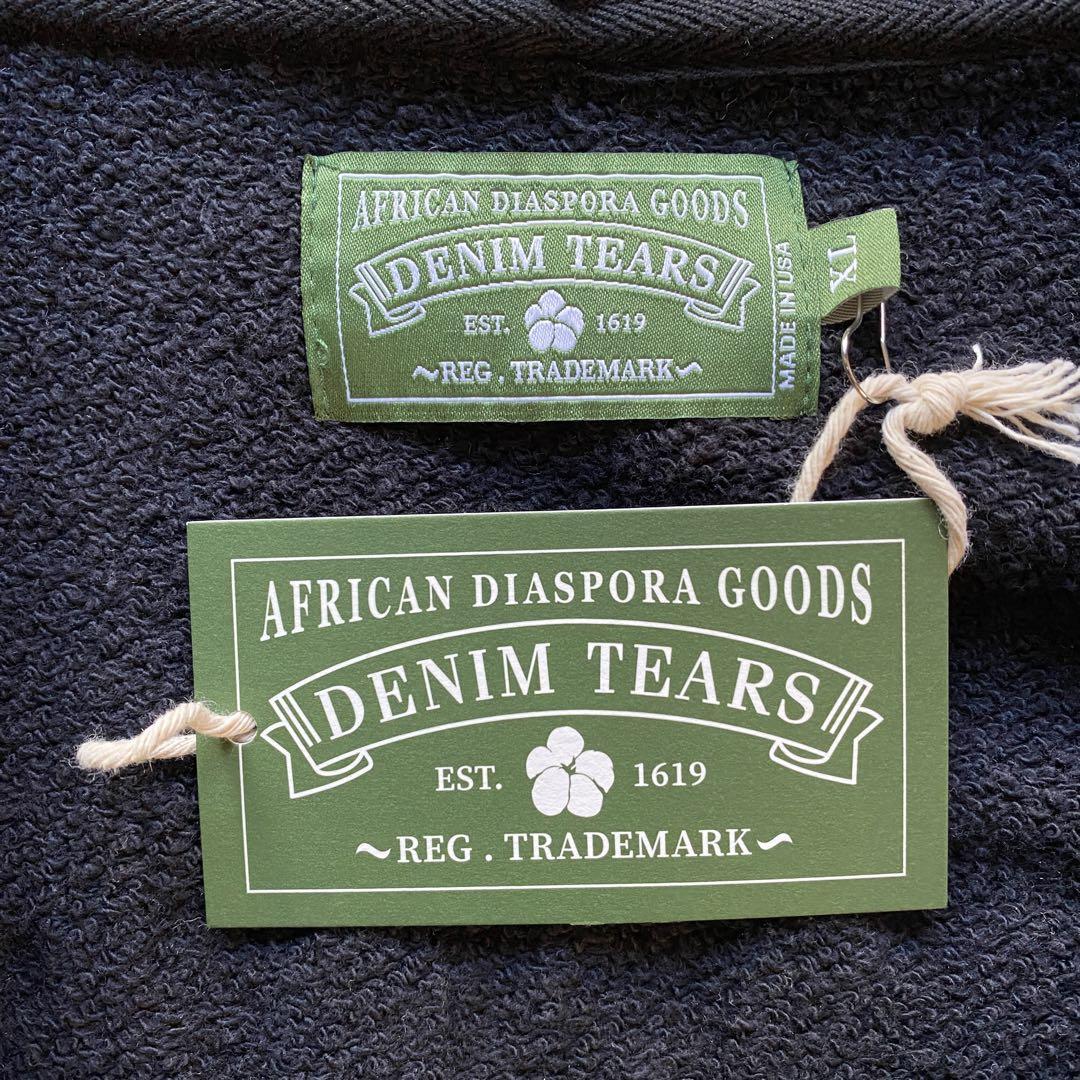 AFRICAN DIASPORA GOODS
DENIM TEARS
EST. 1619
~REG . TRADEMARK~
MADE IN USA
XL
AFRICAN DIASPORA GOODS
DENIM TEARS
EST. 1619
~REG . TRADEMARK~